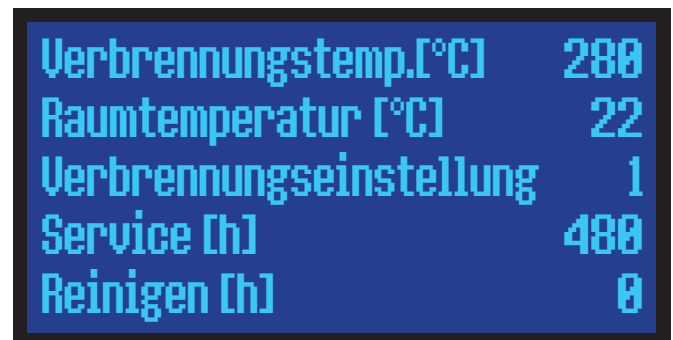 Verbrennungstemp.[°C] 280
Raumtemperatur [°C] 22
Verbrennungseinstellung 1
Service [h] 480
Reinigen [h] 0